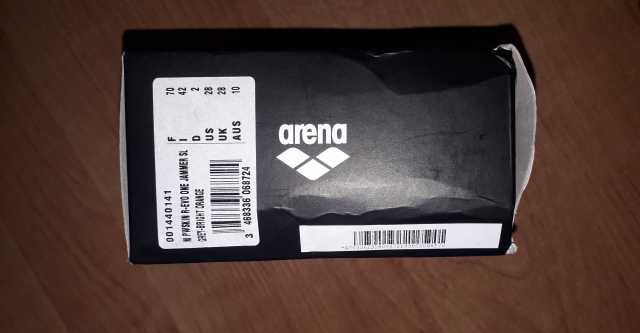 001440141
M PWSKIN R-EVO ONE JAMMER SL
GREY-BRIGHT ORANGE
3 468336 068724
F 70
I 42
D 2
US 28
UK 28
AUS 10
arena